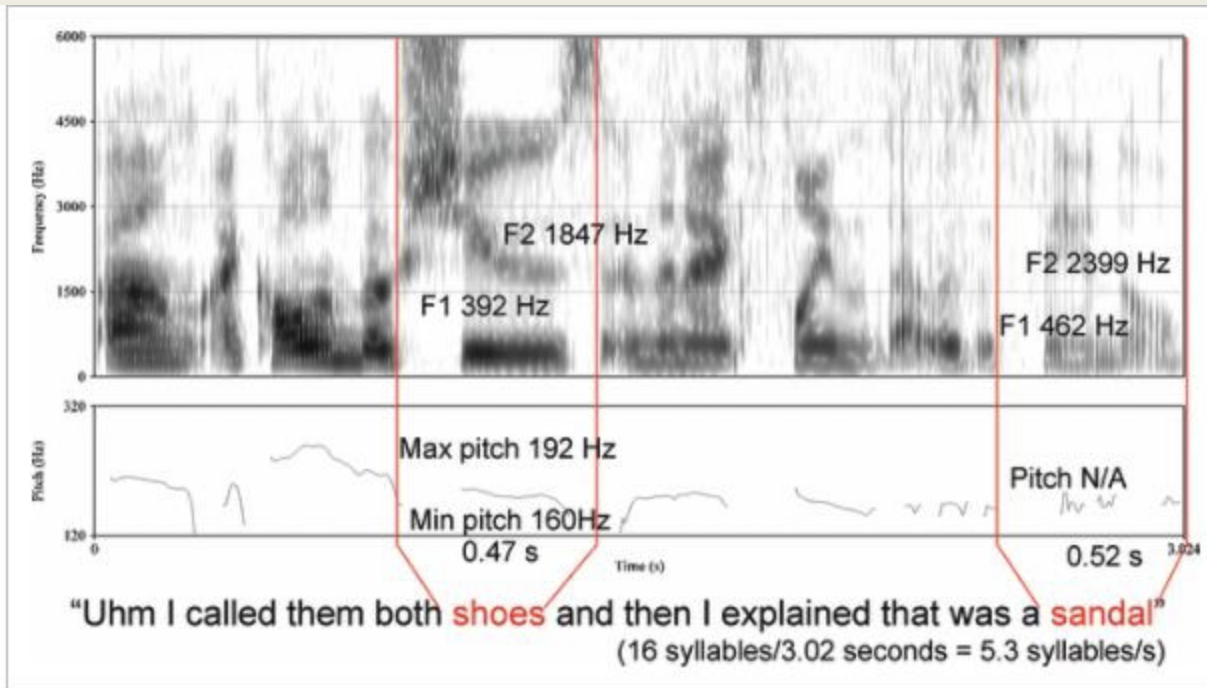 6000
4500
3000
1500
0
Frequency (Hz)
F2 1847 Hz
F1 392 Hz
F2 2399 Hz
F1 462 Hz
320
120
Pitch (Hz)
Max pitch 192 Hz
Min pitch 160Hz
Pitch N/A
0
0.47 s
Time (s)
0.52 s
3.024
“Uhm I called them both shoes and then I explained that was a sandal”
(16 syllables/3.02 seconds = 5.3 syllables/s)